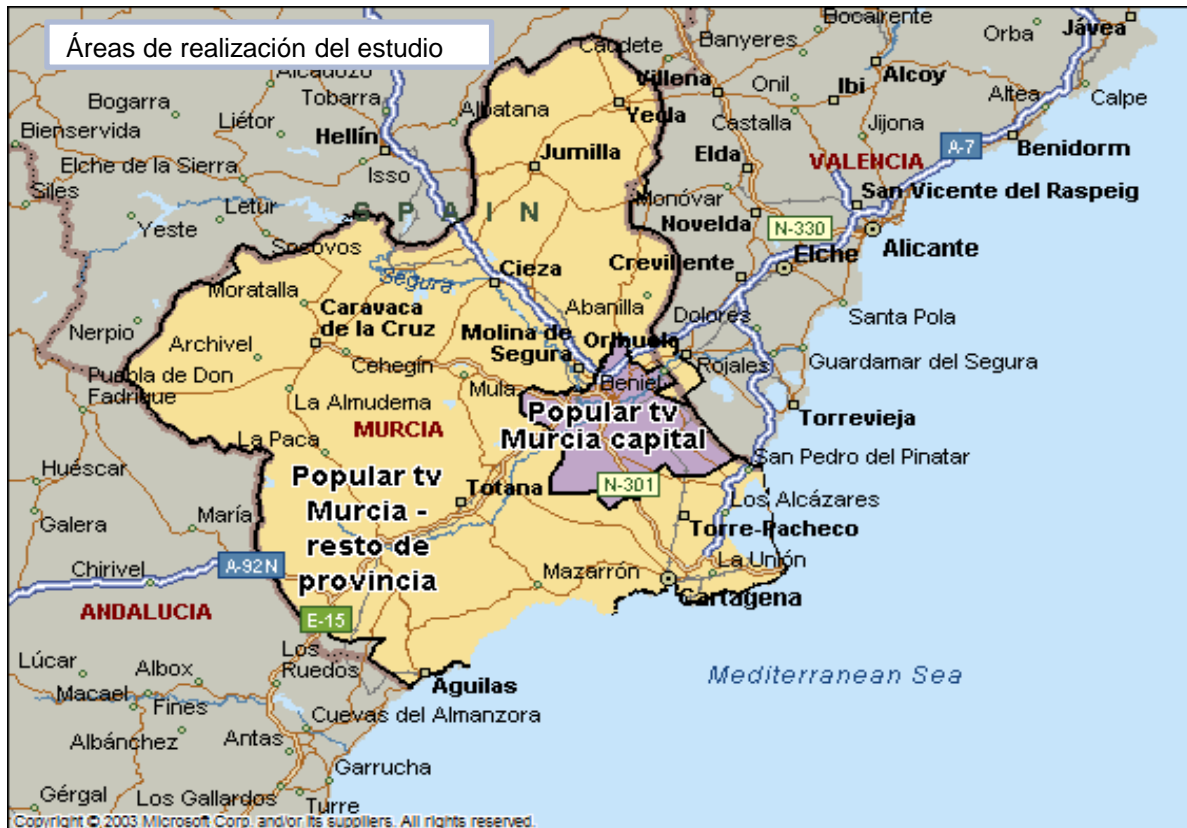 Áreas de realización del estudio
Bocairente
Orba
Jávea
Caudete
Banyeres
Alcoy
Alcadozo
Villena
Onil
Ibi
Altea
Calpe
Bogarra
Tobarra
Albatana
Yecla
Castalla
Jijona
Bienservida
Liétor
Hellín
A-7
Benidorm
Elche de la Sierra
Isso
Jumilla
Elda
VALENCIA
Siles
Letur
SPAIN
Monóvar
San Vicente del Raspeig
Yeste
Socovos
Novelda
N-330
Alicante
Elche
Segura
Cieza
Crevillente
Moratalla
Abanilla
Nerpio
Caravaca
de la Cruz
Molina de
Segura
Orihuela
Dolores
Santa Pola
Archivel
Cehegín
Rojales
Guardamar del Segura
Puebla de Don
Fadrique
Mula
Beniel
La Almudema
Popular tv
Murcia capital
Torrevieja
La Paca
MURCIA
San Pedro del Pinatar
Huéscar
Popular tv
Murcia -
resto de
provincia
Totana
N-301
Los Alcázares
Galera
María
Torre-Pacheco
Chirivel
A-92N
Mazarrón
La Unión
Cartagena
ANDALUCIA
E-15
Lúcar
Albox
Los
Ruedos
Águilas
Mediterranean Sea
Macael
Fines
Cuevas del Almanzora
Albánchez
Antas
Garrucha
Gérgal
Los Gallardos
Turre
Copyright © 2003 Microsoft Corp. and/or its suppliers. All rights reserved.